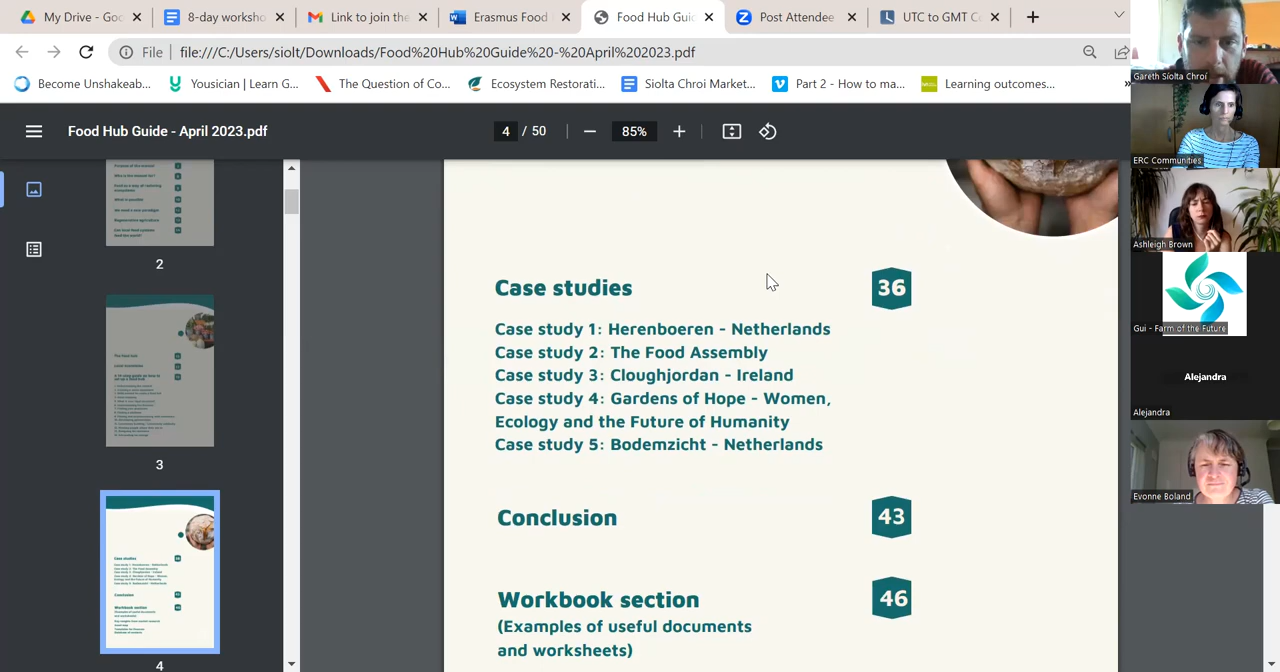 My Drive - Goo
8-day worksho
Link to join the
Erasmus Food
Food Hub Guid
Post Attendee
UTC to GMT Co
File
file:///C:/Users/siolt/Downloads/Food%20Hub%20Guide%20-%20April%202023.pdf
Become Unshakeab...
Yousician | Learn G...
The Question of Co...
Ecosystem Restorati...
Siolta Chroi Market...
Part 2 - How to ma...
Learning outcomes...
»
Food Hub Guide - April 2023.pdf
4 / 50
85%
2
3
4
Case studies
36
Case study 1: Herenboeren - Netherlands
Case study 2: The Food Assembly
Case study 3: Cloughjordan - Ireland
Case study 4: Gardens of Hope - Women,
Ecology and the Future of Humanity
Case study 5: Bodemzicht - Netherlands
Conclusion
43
Workbook section
46
(Examples of useful documents
and worksheets)
Gareth Síolta Chroí
ERC Communities
Ashleigh Brown
Gui - Farm of the Future
Alejandra
Alejandra
Evonne Boland